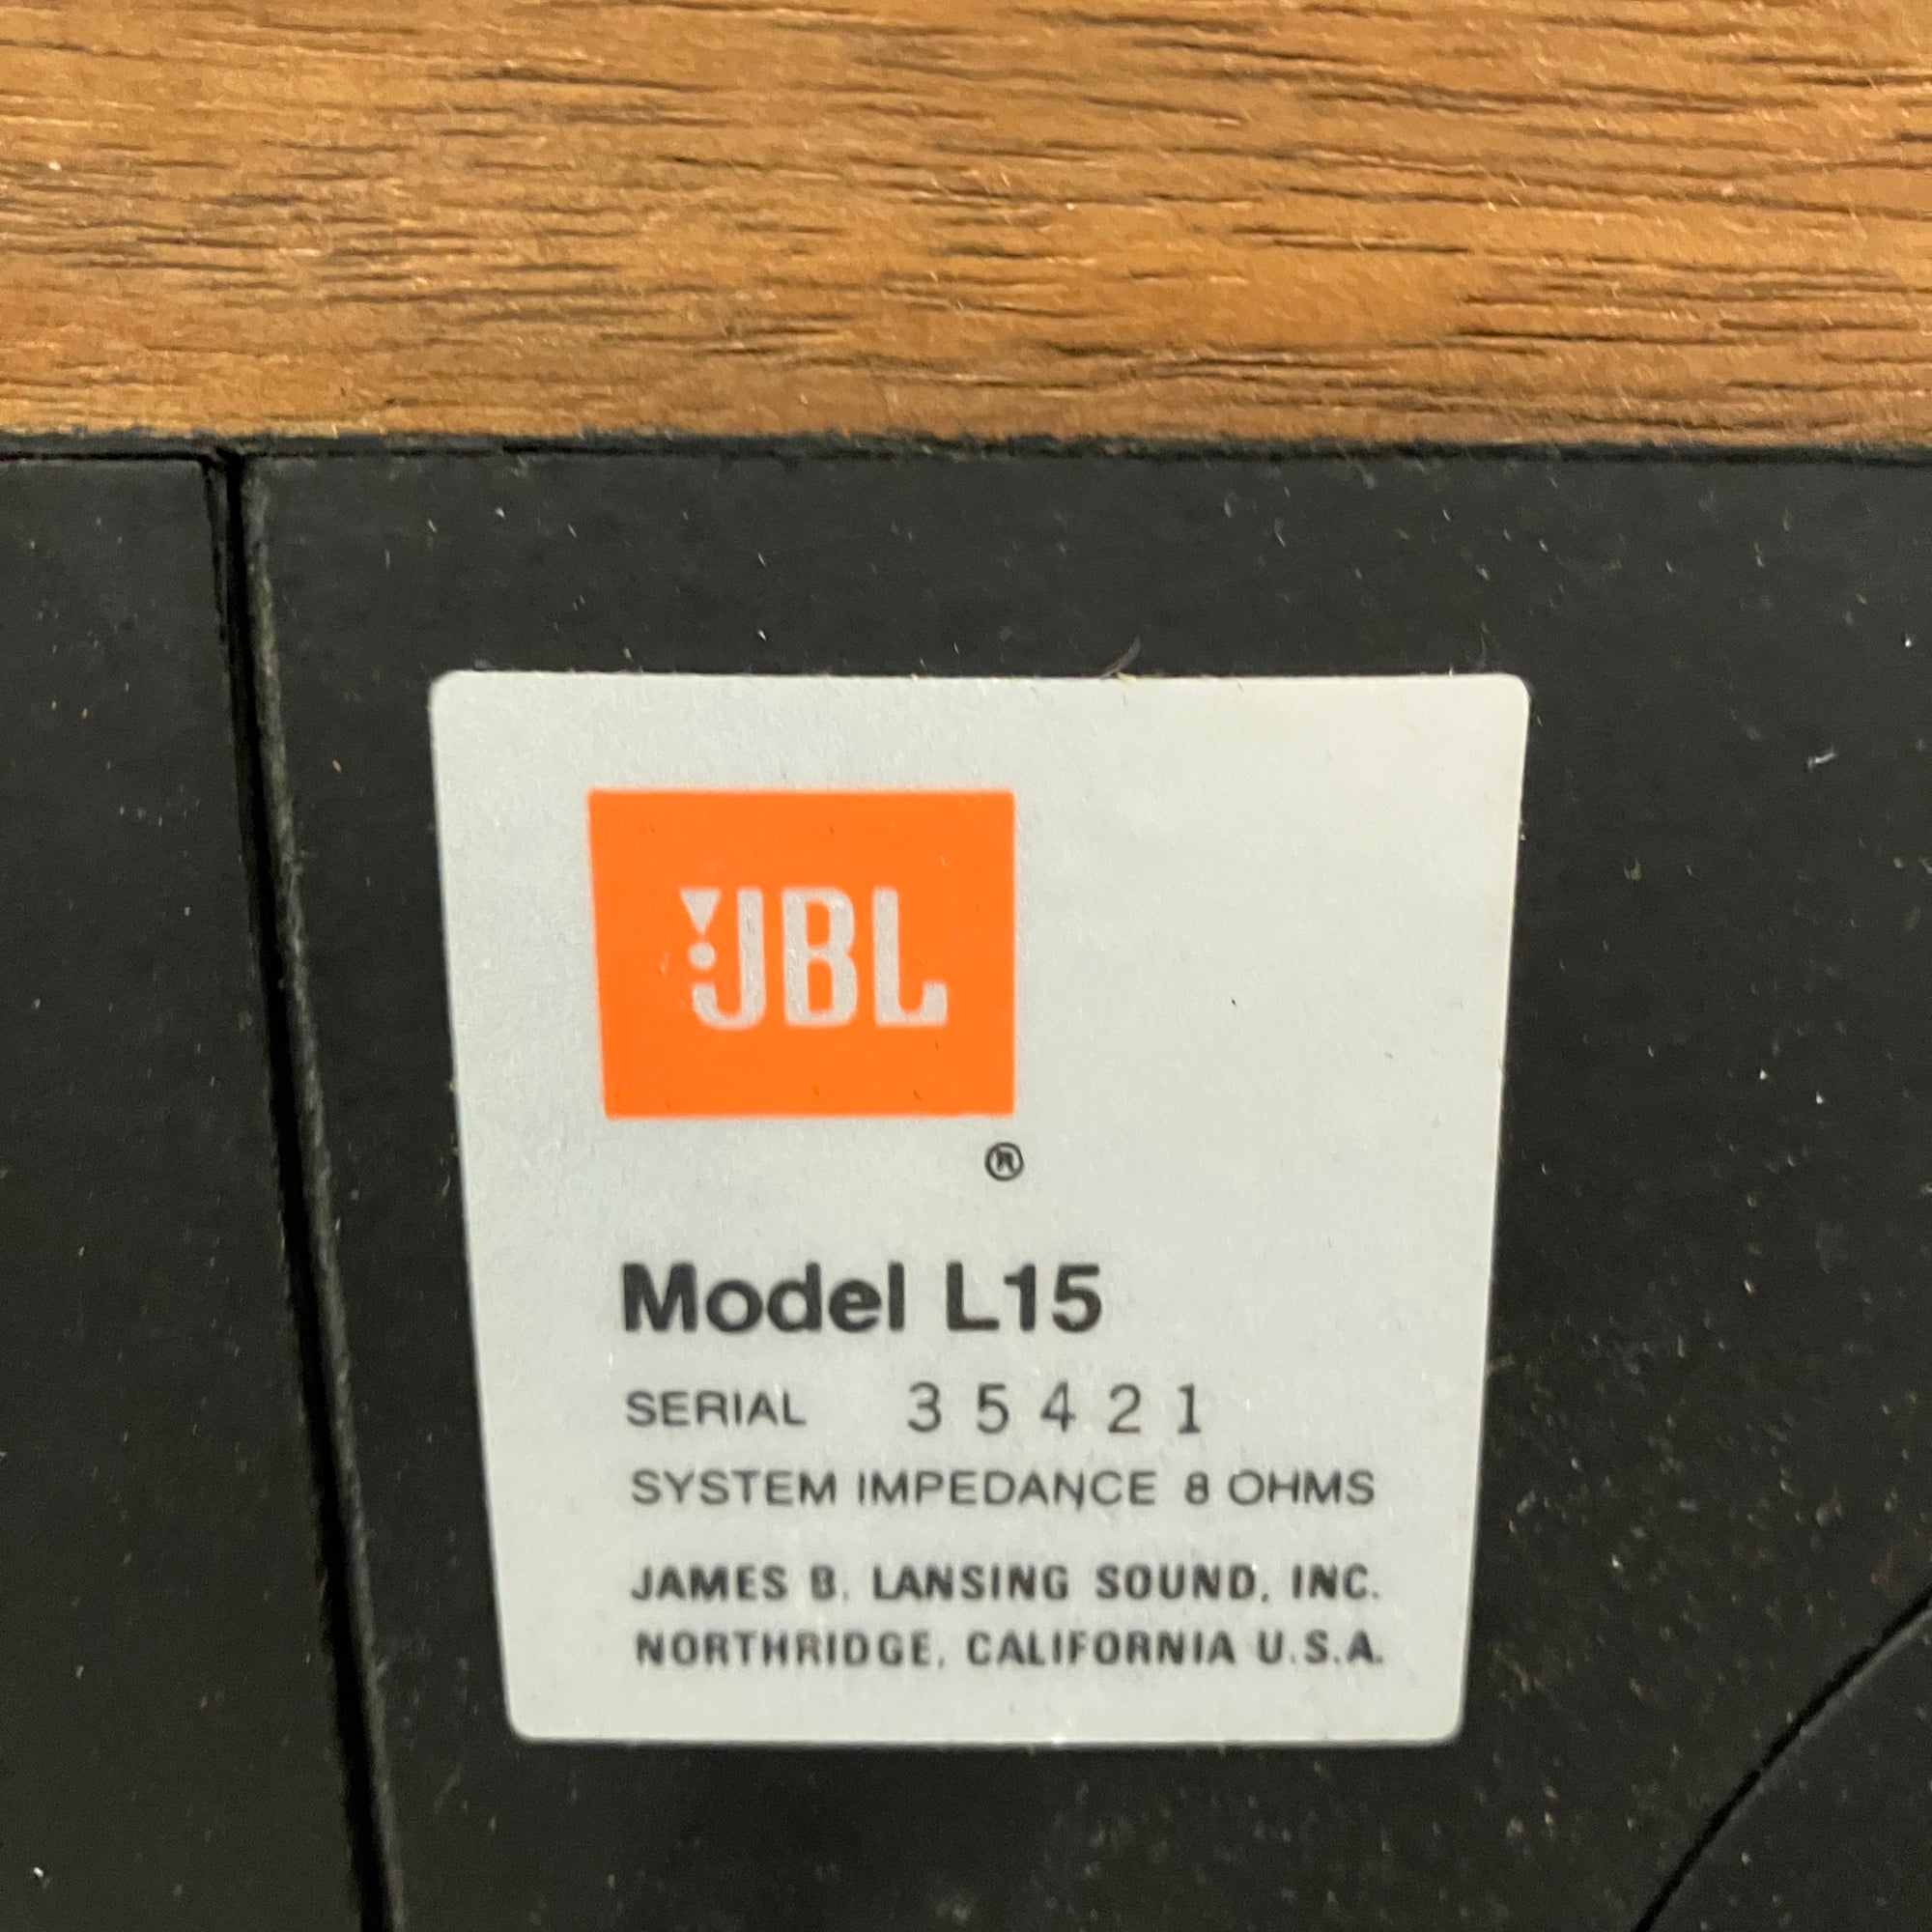 JBL
®
Model L15
SERIAL 35421
SYSTEM IMPEDANCE 8 OHMS
JAMES B. LANSING SOUND, INC.
NORTHRIDGE, CALIFORNIA U.S.A.